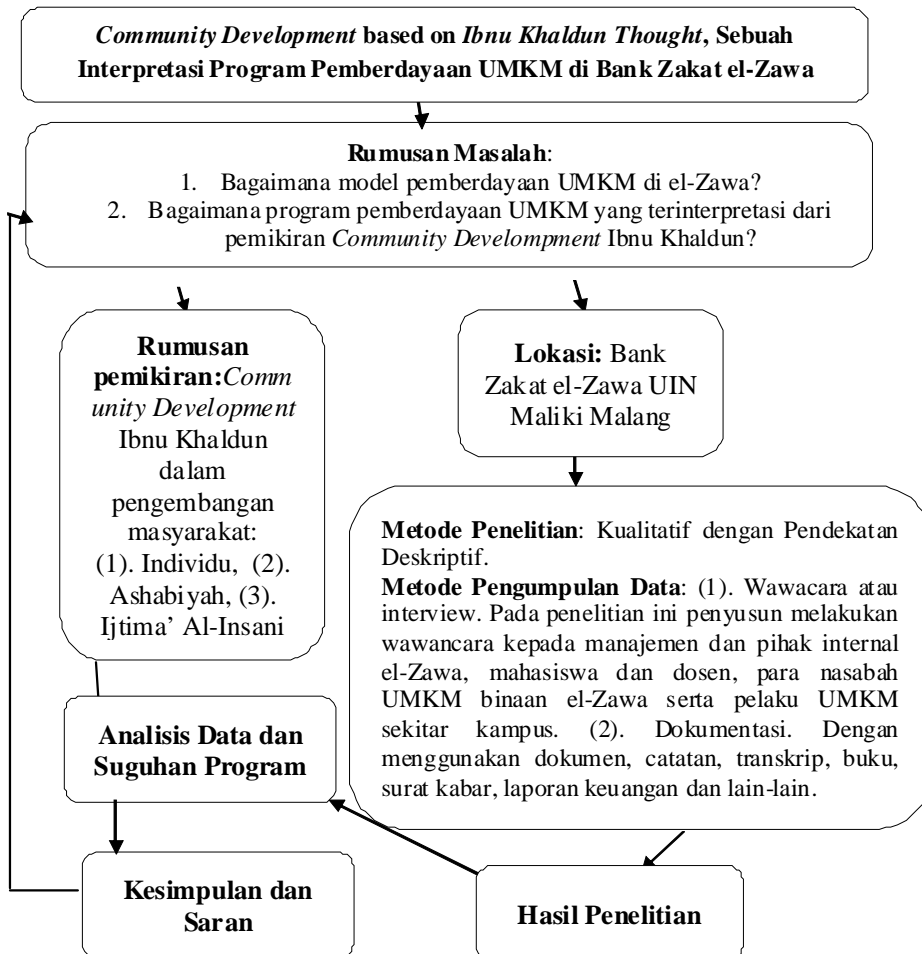 Community Development based on Ibnu Khaldun Thought, Sebuah
Interpretasi Program Pemberdayaan UMKM di Bank Zakat el-Zawa
Rumusan Masalah:
1. Bagaimana model pemberdayaan UMKM di el-Zawa?
2. Bagaimana program pemberdayaan UMKM yang terinterpretasi dari
pemikiran Community Develompment Ibnu Khaldun?
Rumusan
pemikiran:Comm
unity Development
Ibnu Khaldun
dalam
pengembangan
masyarakat:
(1). Individu, (2).
Ashabiyah, (3).
Ijtima' Al-Insani
Lokasi: Bank
Zakat el-Zawa UIN
Maliki Malang
Metode Penelitian: Kualitatif dengan Pendekatan
Deskriptif.
Metode Pengumpulan Data: (1). Wawacara atau
interview. Pada penelitian ini penyusun melakukan
wawancara kepada manajemen dan pihak internal
el-Zawa, mahasiswa dan dosen, para nasabah
UMKM binaan el-Zawa serta pelaku UMKM
sekitar kampus. (2). Dokumentasi. Dengan
menggunakan dokumen, catatan, transkrip, buku,
surat kabar, laporan keuangan dan lain-lain.
Analisis Data dan
Suguhan Program
Kesimpulan dan
Saran
Hasil Penelitian